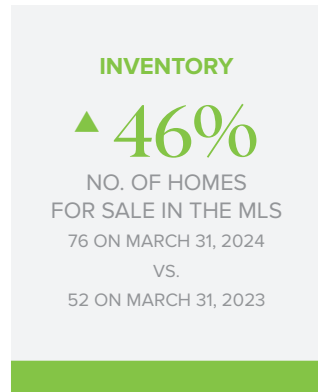 INVENTORY
▲ 46%
NO. OF HOMES
FOR SALE IN THE MLS
76 ON MARCH 31, 2024
VS.
52 ON MARCH 31, 2023